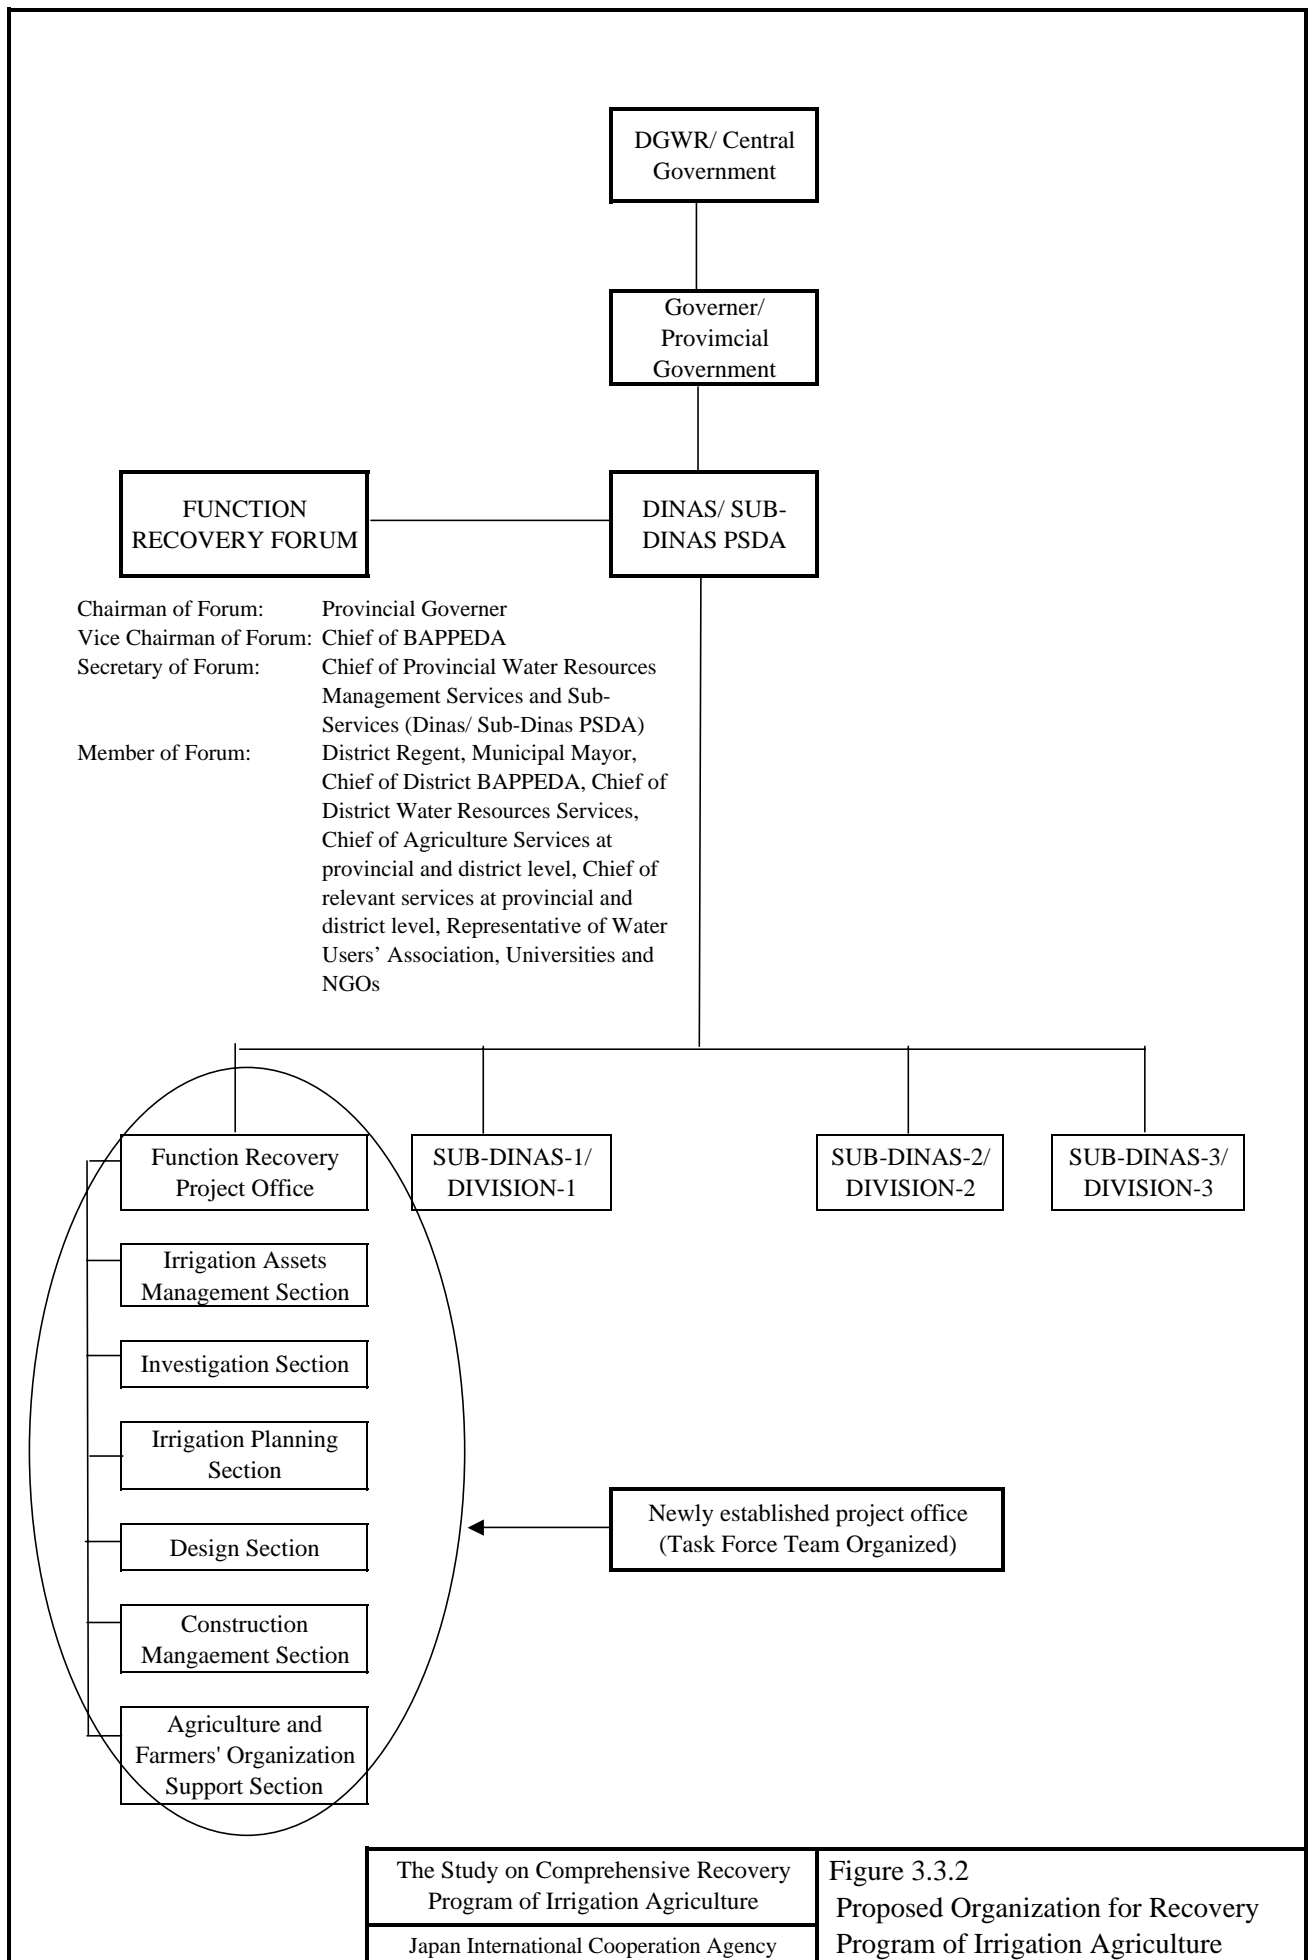 DGWR/ Central
Government
Governer/
Provimcial
Government
FUNCTION
RECOVERY FORUM
DINAS/ SUB-
DINAS PSDA
Chairman of Forum: Provincial Governer
Vice Chairman of Forum: Chief of BAPPEDA
Secretary of Forum: Chief of Provincial Water Resources
Management Services and Sub-
Services (Dinas/ Sub-Dinas PSDA)
Member of Forum: District Regent, Municipal Mayor,
Chief of District BAPPEDA, Chief of
District Water Resources Services,
Chief of Agriculture Services at
provincial and district level, Chief of
relevant services at provincial and
district level, Representative of Water
Users’ Association, Universities and
NGOs
Function Recovery
Project Office
SUB-DINAS-1/
DIVISION-1
SUB-DINAS-2/
DIVISION-2
SUB-DINAS-3/
DIVISION-3
Irrigation Assets
Management Section
Investigation Section
Irrigation Planning
Section
Design Section
Construction
Mangaement Section
Agriculture and
Farmers' Organization
Support Section
Newly established project office
(Task Force Team Organized)
The Study on Comprehensive Recovery
Program of Irrigation Agriculture
Japan International Cooperation Agency
Figure 3.3.2
Proposed Organization for Recovery
Program of Irrigation Agriculture